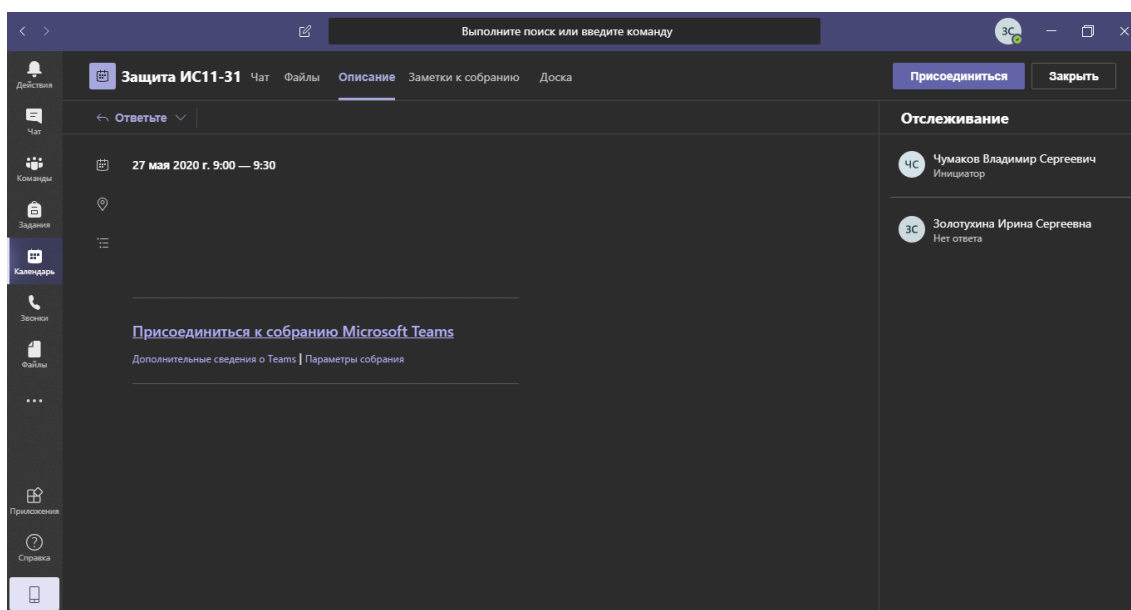 Выполните поиск или введите команду
ЗС
Действия
Чат
Команды
Задания
Календарь
Звонки
Файлы
Приложения
Справка
Защита ИС11-31 Чат Файлы Описание Заметки к собранию Доска
Присоединиться Закрыть
Ответьте
27 мая 2020 г. 9:00 — 9:30
Присоединиться к собранию Microsoft Teams
Дополнительные сведения о Teams | Параметры собрания
Отслеживание
ЧС Чумаков Владимир Сергеевич
Инициатор
ЗС Золотухина Ирина Сергеевна
Нет ответа